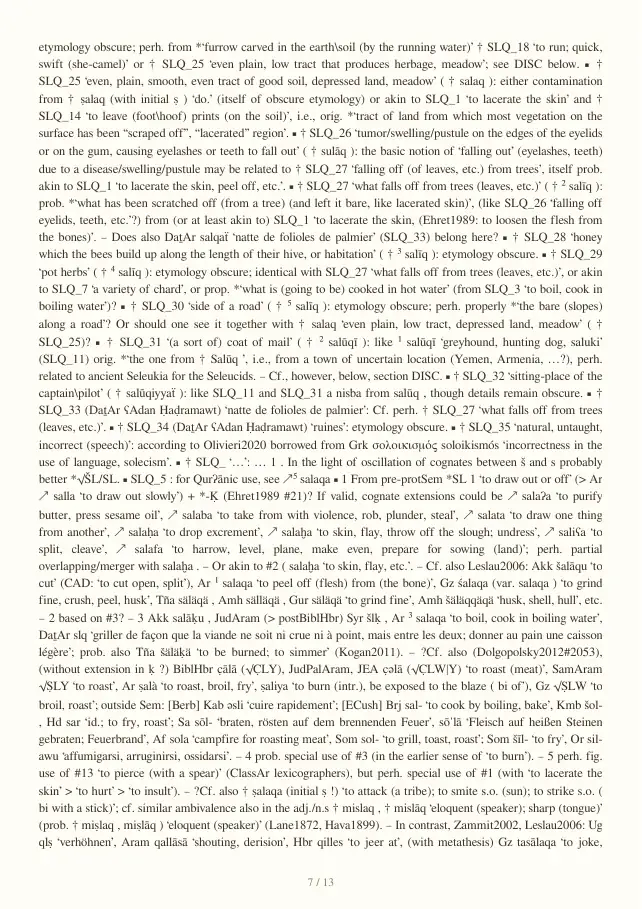 etymology obscure; perh. from *‘furrow carved in the earth\soil (by the running water)’ † SLQ_18 ‘to run; quick,
swift (she-camel)’ or † SLQ_25 ‘even plain, low tract that produces herbage, meadow’; see DISC below. ▪ †
SLQ_25 ‘even, plain, smooth, even tract of good soil, depressed land, meadow’ ( † salaq ): either contamination
from † ṣalaq (with initial ṣ ) ‘do.’ (itself of obscure etymology) or akin to SLQ_1 ‘to lacerate the skin’ and †
SLQ_14 ‘to leave (foot\hoof) prints (on the soil)’, i.e., orig. *‘tract of land from which most vegetation on the
surface has been “scraped off”, “lacerated” region’. ▪ † SLQ_26 ‘tumor/swelling/pustule on the edges of the eyelids
or on the gum, causing eyelashes or teeth to fall out’ ( † sulāq ): the basic notion of ‘falling out’ (eyelashes, teeth)
due to a disease/swelling/pustule may be related to † SLQ_27 ‘falling off (of leaves, etc.) from trees’, itself prob.
akin to SLQ_1 ‘to lacerate the skin, peel off, etc.’. ▪ † SLQ_27 ‘what falls off from trees (leaves, etc.)’ ( † ² salīq ):
prob. *‘what has been scratched off (from a tree) (and left it bare, like lacerated skin)’, (like SLQ_26 ‘falling off
eyelids, teeth, etc.’?) from (or at least akin to) SLQ_1 ‘to lacerate the skin, (Ehret1989: to loosen the flesh from
the bones)’. – Does also DaṯAr salqaẗ ‘natte de folioles de palmier’ (SLQ_33) belong here? ▪ † SLQ_28 ‘honey
which the bees build up along the length of their hive, or habitation’ ( † ³ salīq ): etymology obscure. ▪ † SLQ_29
‘pot herbs’ ( † ⁴ salīq ): etymology obscure; identical with SLQ_27 ‘what falls off from trees (leaves, etc.)’, or akin
to SLQ_7 ‘a variety of chard’, or prop. *‘what is (going to be) cooked in hot water’ (from SLQ_3 ‘to boil, cook in
boiling water’)? ▪ † SLQ_30 ‘side of a road’ ( † ⁵ salīq ): etymology obscure; perh. properly *‘the bare (slopes)
along a road’? Or should one see it together with † salaq ‘even plain, low tract, depressed land, meadow’ ( †
SLQ_25)? ▪ † SLQ_31 ‘(a sort of) coat of mail’ ( † ² salūqī ): like ¹ salūqī ‘greyhound, hunting dog, saluki’
(SLQ_11) orig. *‘the one from † Salūq ’, i.e., from a town of uncertain location (Yemen, Armenia, …?), perh.
related to ancient Seleukia for the Seleucids. – Cf., however, below, section DISC. ▪ † SLQ_32 ‘sitting-place of the
captain\pilot’ ( † salūqiyyaẗ ): like SLQ_11 and SLQ_31 a nisba from salūq , though details remain obscure. ▪ †
SLQ_33 (DaṯAr ʕAdan Ḥaḍramawt) ‘natte de folioles de palmier’: Cf. perh. † SLQ_27 ‘what falls off from trees
(leaves, etc.)’. ▪ † SLQ_34 (DaṯAr ʕAdan Ḥaḍramawt) ‘ruines’: etymology obscure. ▪ † SLQ_35 ‘natural, untaught,
incorrect (speech)’: according to Olivieri2020 borrowed from Grk σολοικισμός soloikismós ‘incorrectness in the
use of language, solecism’. ▪ † SLQ_ ‘…’: … 1 . In the light of oscillation of cognates between š and s probably
better *√ŠL/SL. ▪ SLQ_5 : for Qurʔānic use, see ↗⁵ salaqa ▪ 1 From pre-protSem *SL 1 ‘to draw out or off’ (> Ar
↗ salla ‘to draw out slowly’) + *-Ḳ (Ehret1989 #21)? If valid, cognate extensions could be ↗ salaʔa ‘to purify
butter, press sesame oil’, ↗ salaba ‘to take from with violence, rob, plunder, steal’, ↗ salata ‘to draw one thing
from another’, ↗ salaḥa ‘to drop excrement’, ↗ salaḫa ‘to skin, flay, throw off the slough; undress’, ↗ saliʕa ‘to
split, cleave’, ↗ salafa ‘to harrow, level, plane, make even, prepare for sowing (land)’; perh. partial
overlapping/merger with salaḫa . – Or akin to #2 ( salaḫa ‘to skin, flay, etc.’. – Cf. also Leslau2006: Akk šalāqu ‘to
cut’ (CAD: ‘to cut open, split’), Ar ¹ salaqa ‘to peel off (flesh) from (the bone)’, Gz śalaqa (var. salaqa ) ‘to grind
fine, crush, peel, husk’, Tña säläqä , Amh sälläqä , Gur säläqä ‘to grind fine’, Amh šäläqqäqä ‘husk, shell, hull’, etc.
– 2 based on #3? – 3 Akk salāḳu , JudAram (> postBiblHbr) Syr šlḳ , Ar ³ salaqa ‘to boil, cook in boiling water’,
DaṯAr slq ‘griller de façon que la viande ne soit ni crue ni à point, mais entre les deux; donner au pain une caisson
légère’; prob. also Tña säläqä ‘to be burned; to simmer’ (Kogan2011). – ?Cf. also (Dolgopolsky2012#2053),
(without extension in ḳ ?) BiblHbr çālā (√ÇLY), JudPalAram, JEA çəlā (√ÇLW|Y) ‘to roast (meat)’, SamAram
√ṢLY ‘to roast’, Ar ṣalà ‘to roast, broil, fry’, ṣaliya ‘to burn (intr.), be exposed to the blaze ( bi of’), Gz √ṢLW ‘to
broil, roast’; outside Sem: [Berb] Kab əsli ‘cuire rapidement’; [ECush] Brj sal- ‘to cook by boiling, bake’, Kmb šol-
, Hd sar ‘id.; to fry, roast’; Sa sōl- ‘braten, rösten auf dem brennenden Feuer’, sōˈlā ‘Fleisch auf heißen Steinen
gebraten; Feuerbrand’, Af sola ‘campfire for roasting meat’, Som sol- ‘to grill, toast, roast’; Som šīl- ‘to fry’, Or sil-
awu ‘affumigarsi, arruginirsi, ossidarsi’. – 4 prob. special use of #3 (in the earlier sense of ‘to burn’). – 5 perh. fig.
use of #13 ‘to pierce (with a spear)’ (ClassAr lexicographers), but perh. special use of #1 (with ‘to lacerate the
skin’ > ‘to hurt’ > ‘to insult’). – ?Cf. also † ṣalaqa (initial ṣ !) ‘to attack (a tribe); to smite s.o. (sun); to strike s.o. (
bi with a stick)’; cf. similar ambivalence also in the adj./n.s † mislaq , † mislāq ‘eloquent (speaker); sharp (tongue)’
(prob. † miṣlaq , miṣlāq ) ‘eloquent (speaker)’ (Lane1872, Hava1899). – In contrast, Zammit2002, Leslau2006: Ug
qlṣ ‘verhöhnen’, Aram qallāsā ‘shouting, derision’, Hbr qilles ‘to jeer at’, (with metathesis) Gz tasālaqa ‘to joke,
7 / 13